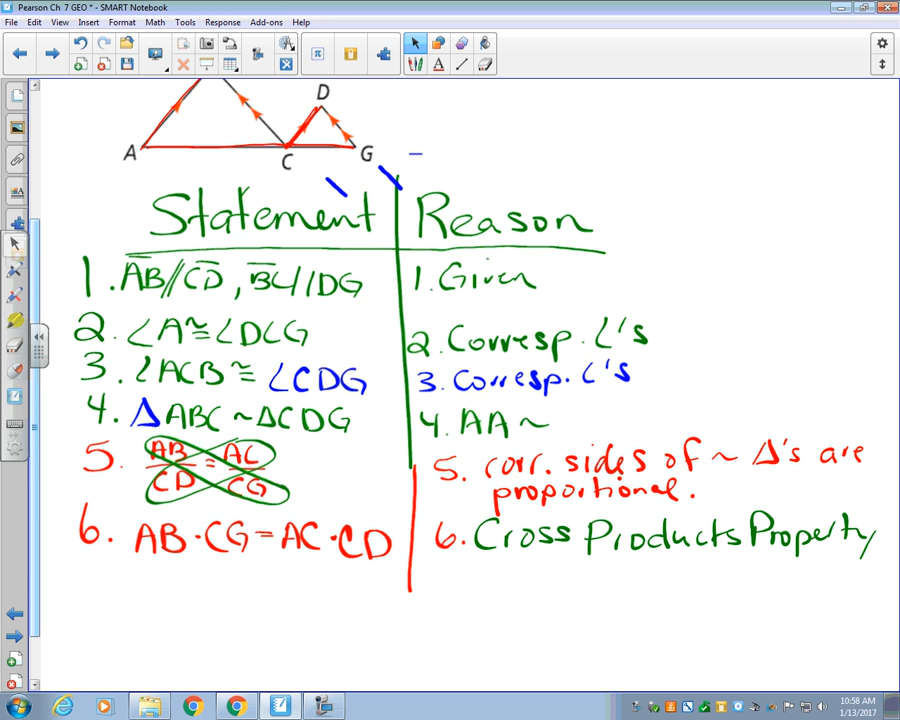 Pearson Ch 7 GEO * - SMART Notebook
File Edit View Insert Format Math Tools Response Add-ons Help
D
A C G
Statement Reason
1. AB//CD, BC//DG 1. Given
2. ∠A≅∠DCG 2. Corresp. ∠'s
3. ∠ACB ≅ ∠CDG 3. Corresp. ∠'s
4. ΔABC ~ ΔCDG 4. AA ~
5. AB/CD = AC/CG 5. corr. sides of ~ Δ's are
proportional.
6. AB·CG=AC·CD 6. Cross Products Property
10:58 AM
1/13/2017